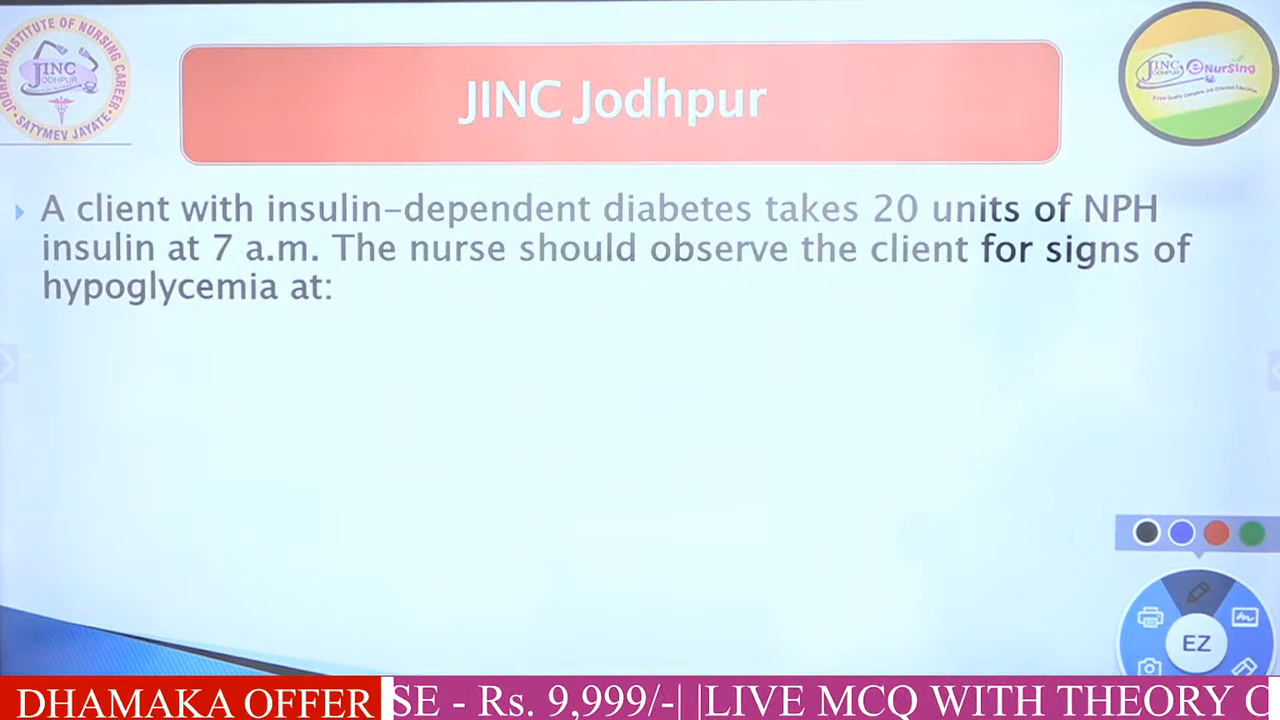 JODHPUR INSTITUTE OF NURSING CAREER
JINC
JODHPUR
SATYMEV JAYATE
JINC Jodhpur
JINC
JODHPUR
eNursing
A client with insulin-dependent diabetes takes 20 units of NPH
insulin at 7 a.m. The nurse should observe the client for signs of
hypoglycemia at:
EZ
DHAMAKA OFFER
SE - Rs. 9,999/-| |LIVE MCQ WITH THEORY C